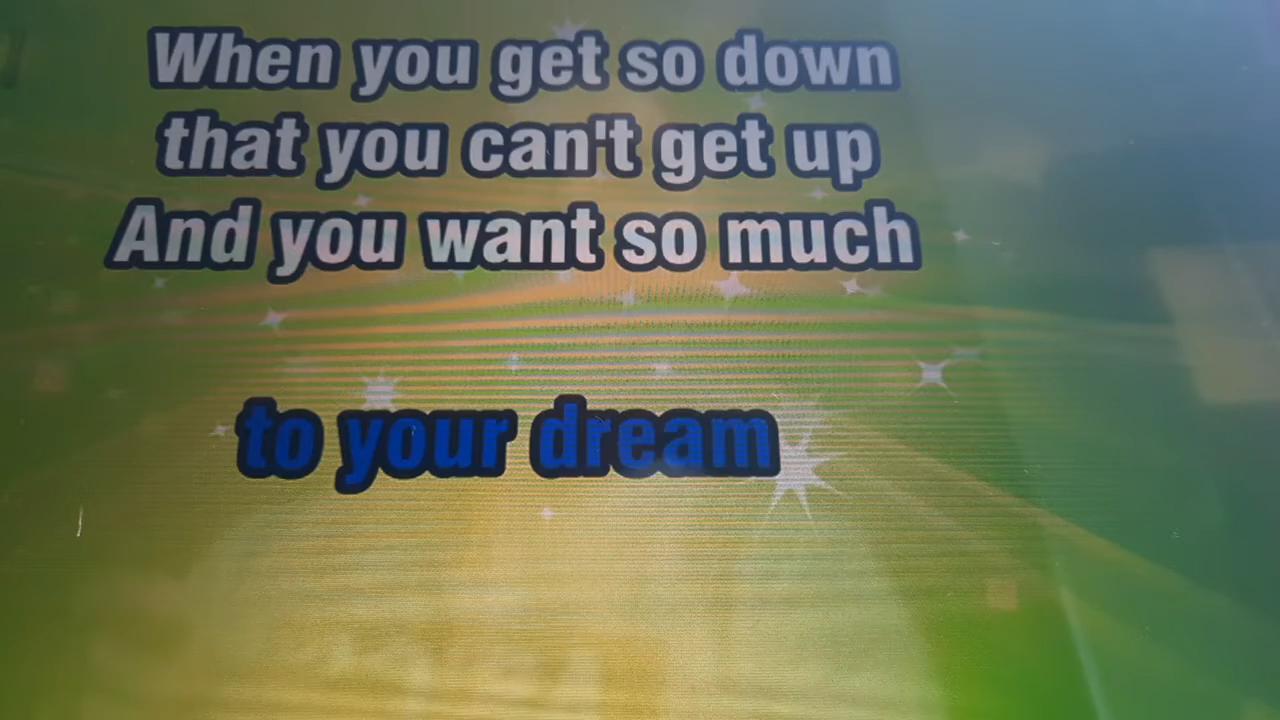 When you get so down
that you can't get up
And you want so much
to your dream